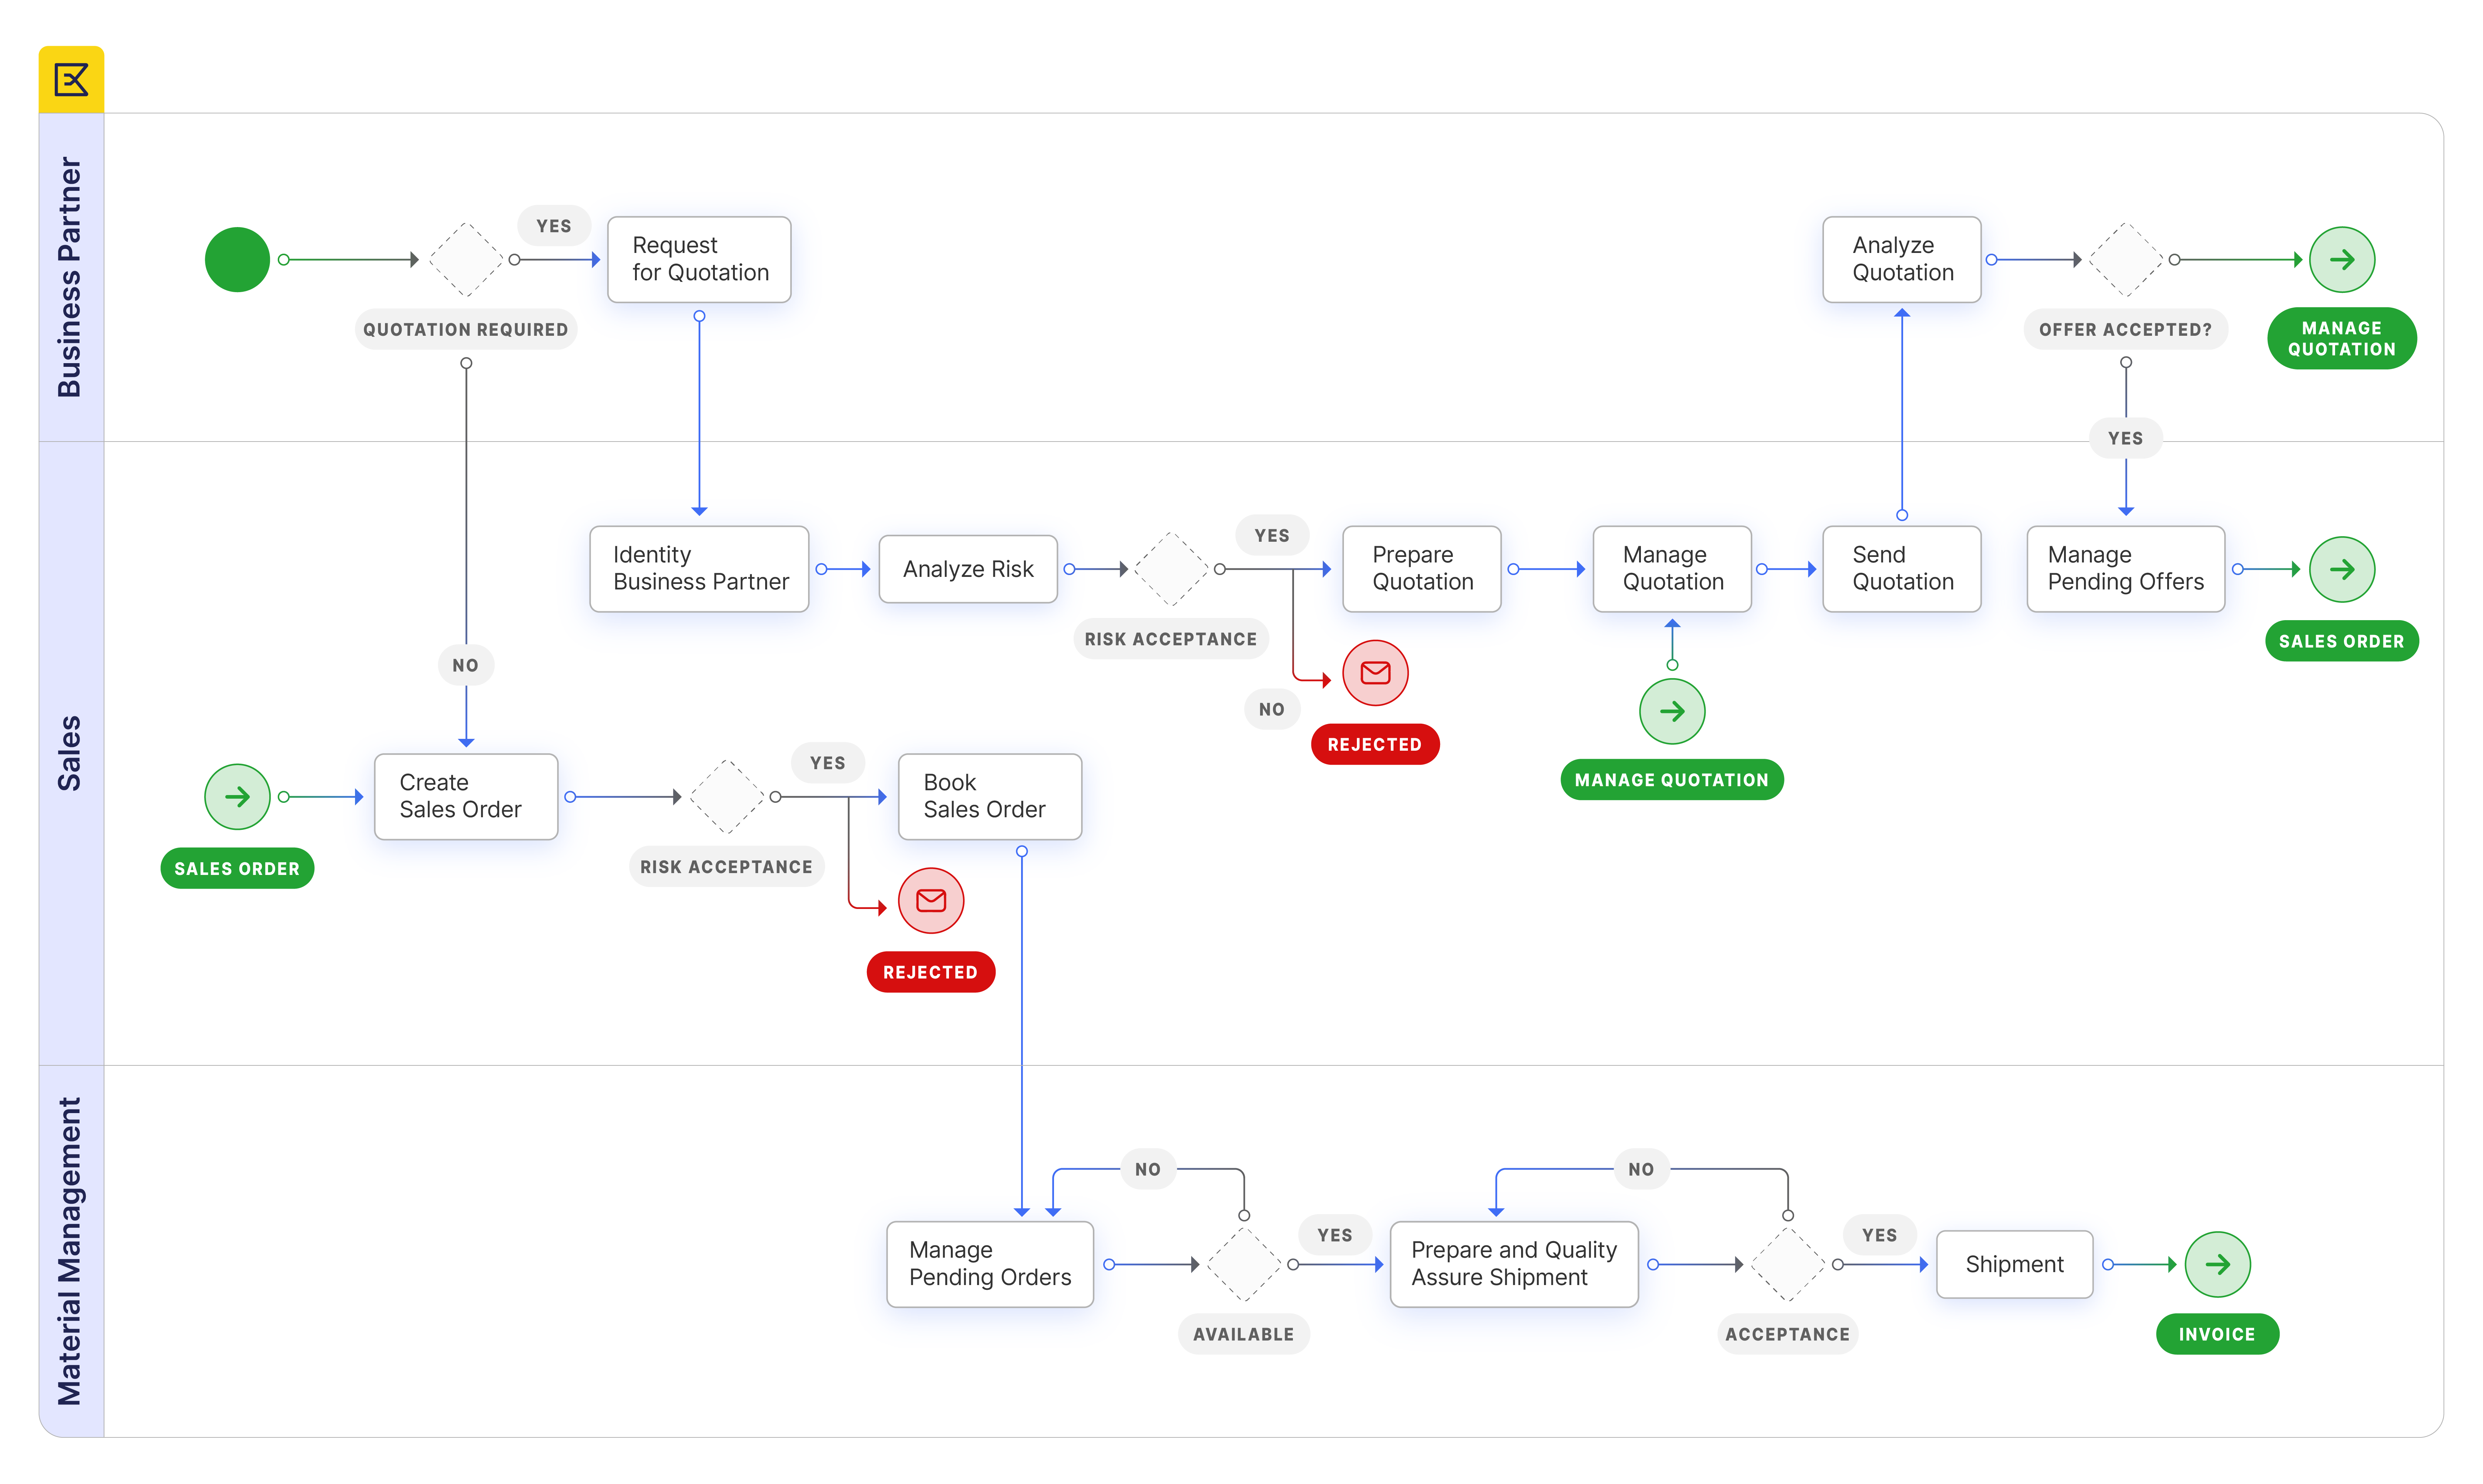 Business Partner
YES
Request
for Quotation
QUOTATION REQUIRED
Analyze
Quotation
OFFER ACCEPTED?
MANAGE
QUOTATION
YES
Sales
Identity
Business Partner
Analyze Risk
RISK ACCEPTANCE
YES
NO
REJECTED
Prepare
Quotation
Manage
Quotation
MANAGE QUOTATION
Send
Quotation
Manage
Pending Offers
SALES ORDER
NO
SALES ORDER
Create
Sales Order
RISK ACCEPTANCE
YES
Book
Sales Order
REJECTED
Material Management
Manage
Pending Orders
NO
AVAILABLE
YES
Prepare and Quality
Assure Shipment
NO
ACCEPTANCE
YES
Shipment
INVOICE